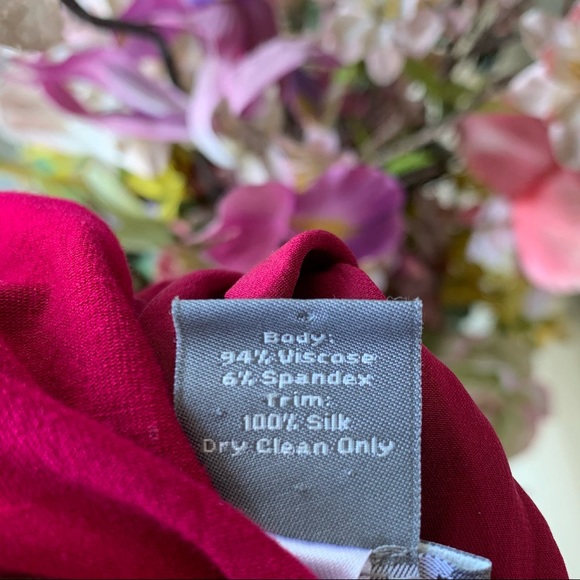 Body:
94% Viscose
6% Spandex
Trim:
100% Silk
Dry Clean Only